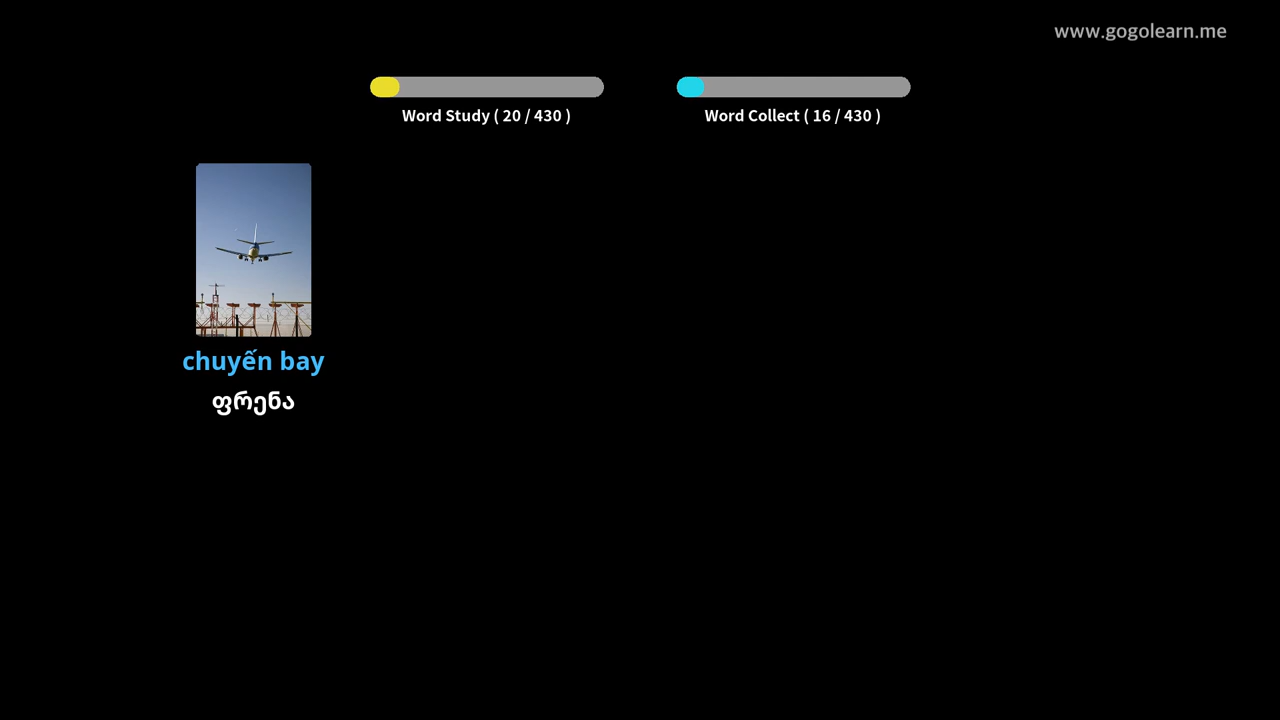 www.gogolearn.me
Word Study ( 20 / 430 )
Word Collect ( 16 / 430 )
chuyến bay
ფრენა